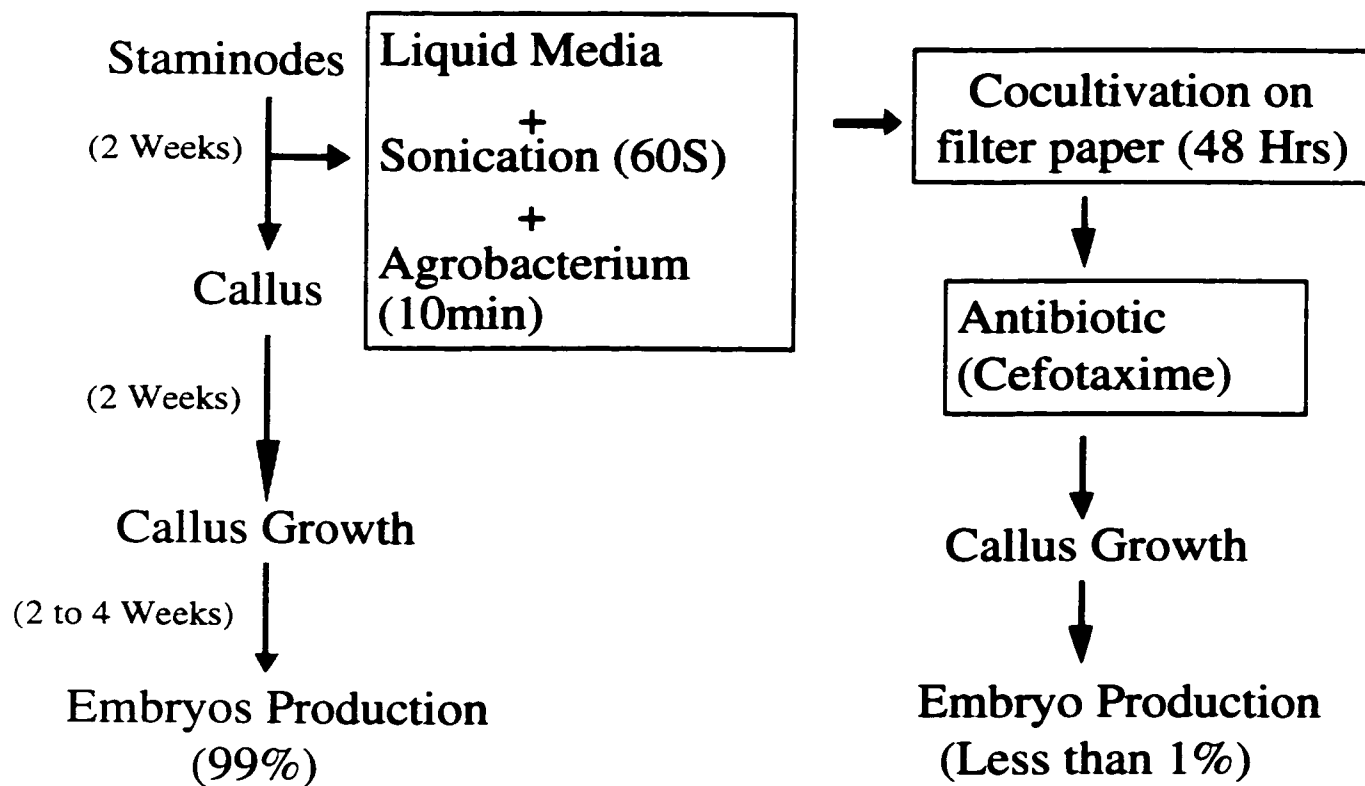 Staminodes
(2 Weeks)
Callus
(2 Weeks)
Callus Growth
(2 to 4 Weeks)
Embryos Production
(99%)
Liquid Media
+
Sonication (60S)
+
Agrobacterium
(10min)
Cocultivation on
filter paper (48 Hrs)
Antibiotic
(Cefotaxime)
Callus Growth
Embryo Production
(Less than 1%)